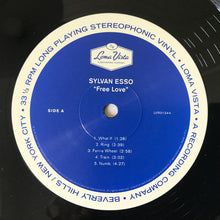 33 ⅓ RPM LONG PLAYING STEREOPHONIC VINYL •
LOMA VISTA • A RECORDING COMPANY •
BEVERLY HILLS / NEW YORK CITY •
Loma Vista
SYLVAN ESSO
"Free Love"
SIDE A
1. What If (1:28)
2. Ring (3:39)
3. Ferris Wheel (2:50)
4. Train (3:02)
5. Numb (4:27)